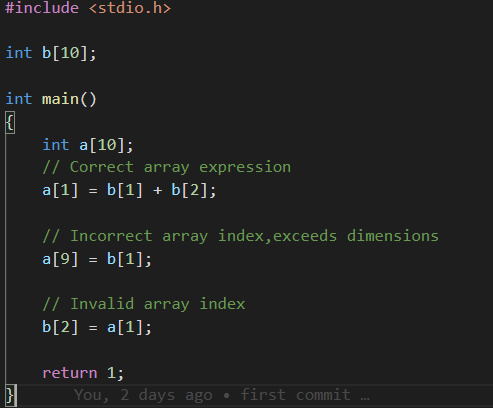 #include <stdio.h>

int b[10];

int main()
{
    int a[10];
    // Correct array expression
    a[1] = b[1] + b[2];

    // Incorrect array index,exceeds dimensions
    a[9] = b[1];

    // Invalid array index
    b[2] = a[1];

    return 1;
}    You, 2 days ago • first commit …